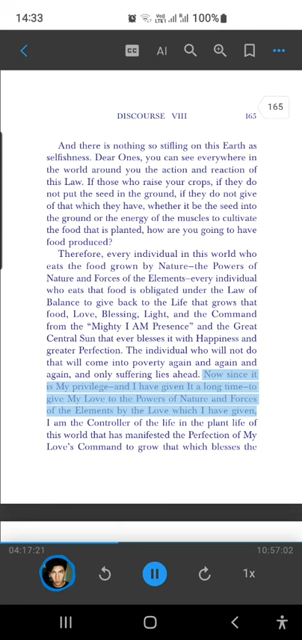 14:33
100%
CC
AI
165
DISCOURSE VIII 165
And there is nothing so stifling on this Earth as
selfishness. Dear Ones, you can see everywhere in
the world around you the action and reaction of
this Law. If those who raise your crops, if they do
not put the seed in the ground, if they do not give
of that which they have, whether it be the seed into
the ground or the energy of the muscles to cultivate
the food that is planted, how are you going to have
food produced?
Therefore, every individual in this world who
eats the food grown by Nature—the Powers of
Nature and Forces of the Elements—every individual
who eats that food is obligated under the Law of
Balance to give back to the Life that grows that
food, Love, Blessing, Light, and the Command
from the “Mighty I AM Presence” and the Great
Central Sun that ever blesses it with Happiness and
greater Perfection. The individual who will not do
that will come into poverty again and again and
again, and only suffering lies ahead. Now since it
is My privilege—and I have given It a long time—to
give My Love to the Powers of Nature and Forces
of the Elements by the Love which I have given,
I am the Controller of the life in the plant life of
this world that has manifested the Perfection of My
Love’s Command to grow that which blesses the
04:17:21 10:57:02
1x